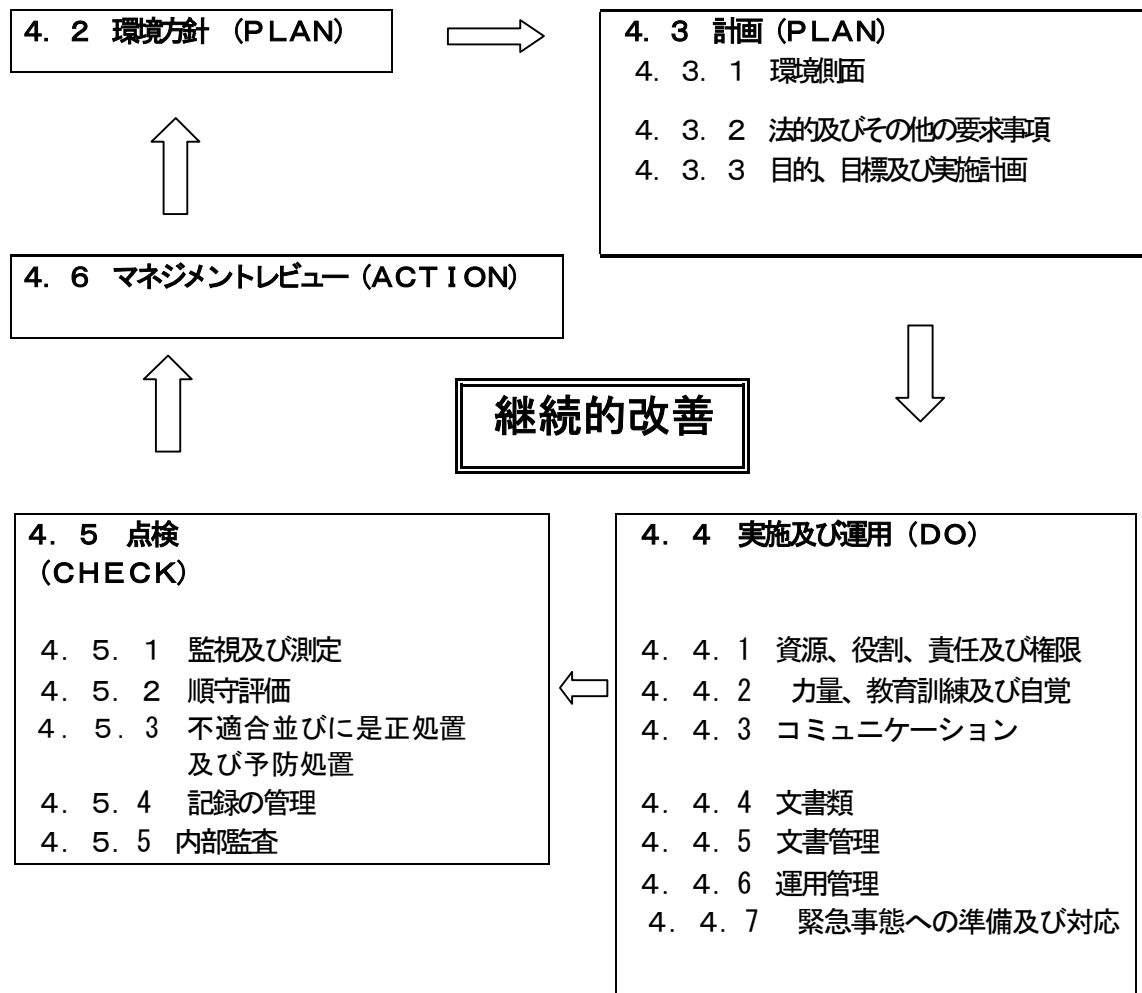 ４．２ 環境方針 （ＰＬＡＮ）
４．３ 計画（ＰＬＡＮ）
４．３．１ 環境側面
４．３．２ 法的及びその他の要求事項
４．３．３ 目的、目標及び実施計画
４．６ マネジメントレビュー（ＡＣＴＩＯＮ）
継続的改善
４．５ 点検
（ＣＨＥＣＫ）
４．５．１ 監視及び測定
４．５．２ 順守評価
４．５．３ 不適合並びに是正処置
及び予防処置
４．５．４ 記録の管理
４．５．５ 内部監査
４．４ 実施及び運用（ＤＯ）
４．４．１ 資源、役割、責任及び権限
４．４．２ 力量、教育訓練及び自覚
４．４．３ コミュニケーション
４．４．４ 文書類
４．４．５ 文書管理
４．４．６ 運用管理
４．４．７ 緊急事態への準備及び対応